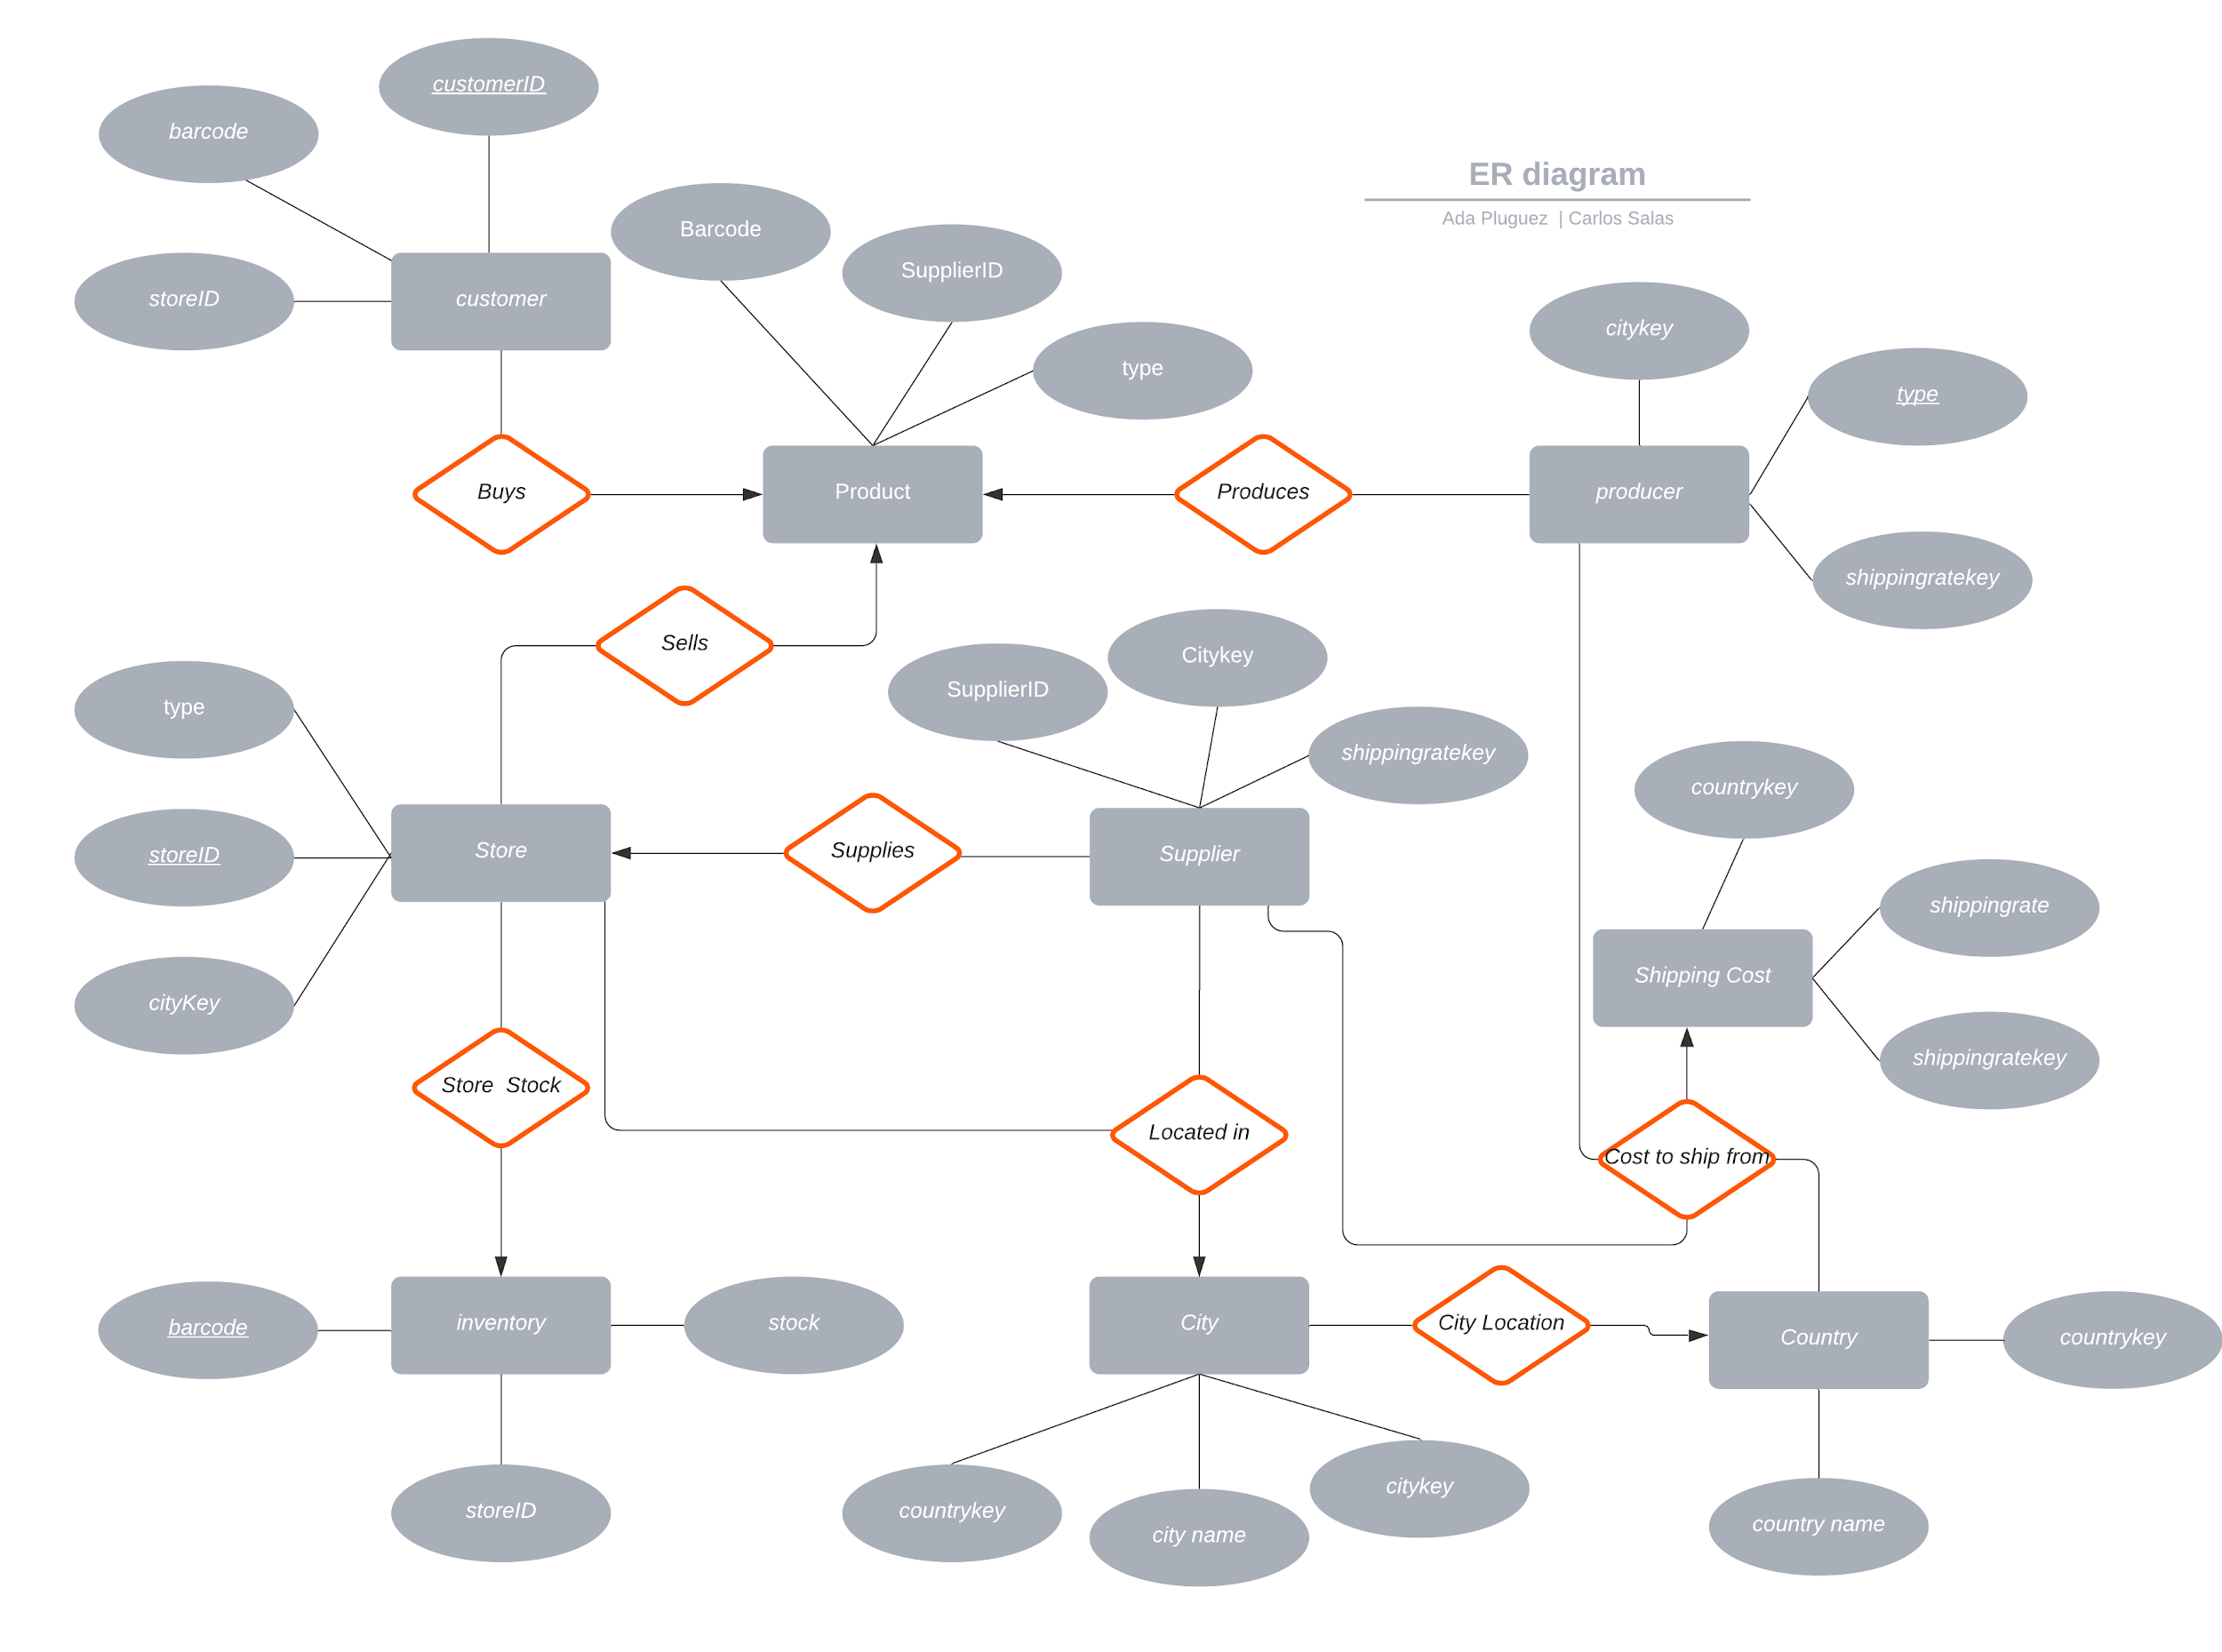 customerID
barcode
ER diagram
Ada Pluguez | Carlos Salas
Barcode
SupplierID
storeID
customer
citykey
type
type
Buys
Product
Produces
producer
shippingratekey
Sells
Citykey
SupplierID
type
shippingratekey
countrykey
storeID
Store
Supplies
Supplier
shippingrate
cityKey
Shipping Cost
shippingratekey
Store  Stock
Located in
Cost to ship from
barcode
inventory
stock
City
City Location
Country
countrykey
storeID
countrykey
city name
citykey
country name